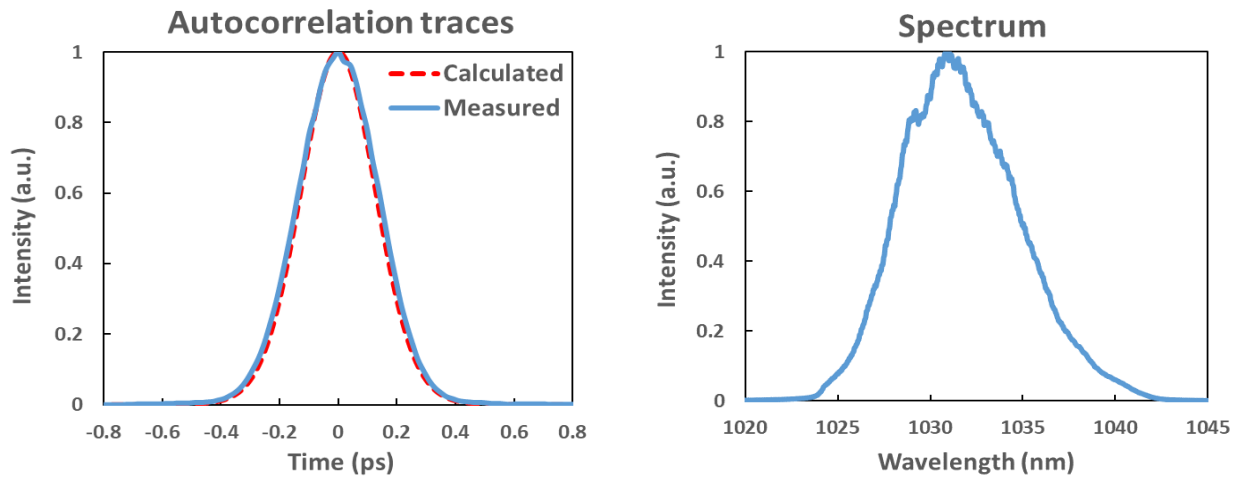 Autocorrelation traces
1
0.8
0.6
0.4
0.2
0
Intensity (a.u.)
Calculated
Measured
-0.8 -0.6 -0.4 -0.2 0 0.2 0.4 0.6 0.8
Time (ps)
Spectrum
1
0.8
0.6
0.4
0.2
0
Intensity (a.u.)
1020 1025 1030 1035 1040 1045
Wavelength (nm)